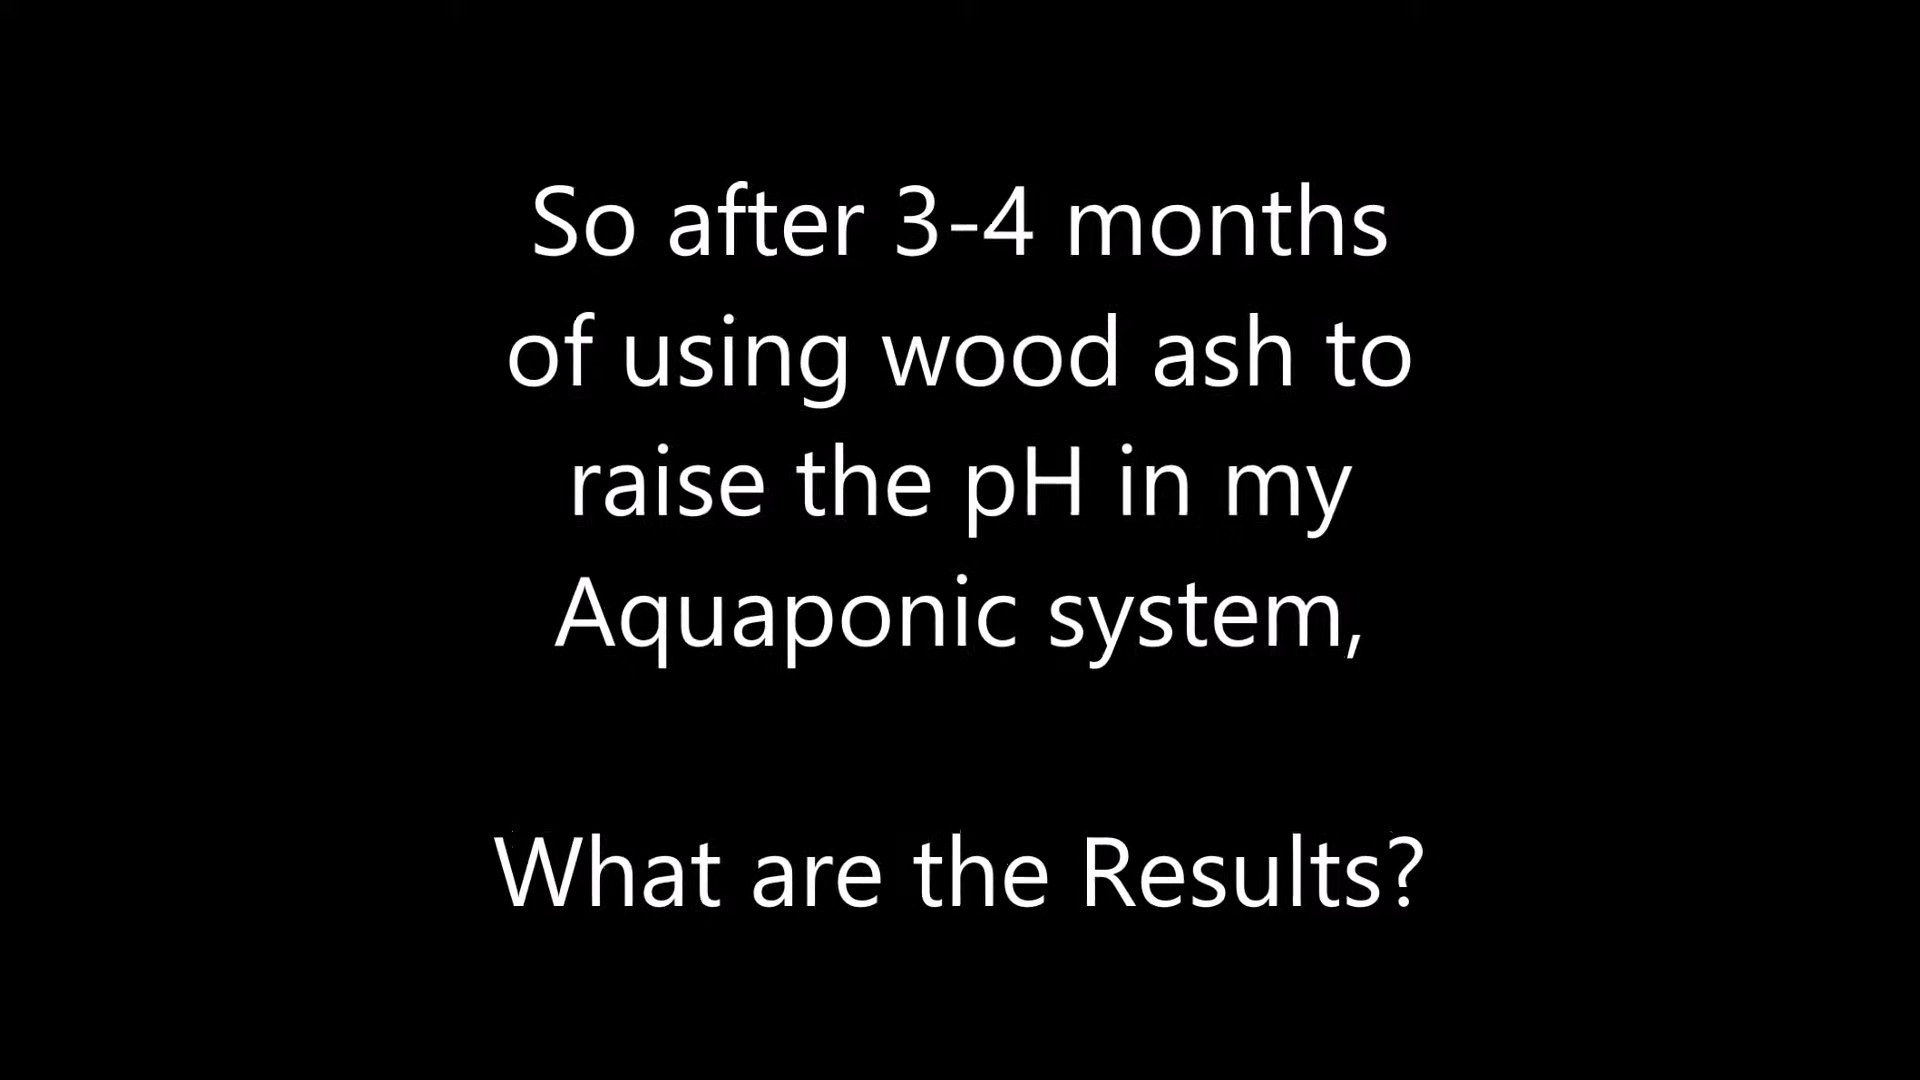 So after 3-4 months
of using wood ash to
raise the pH in my
Aquaponic system,
What are the Results?